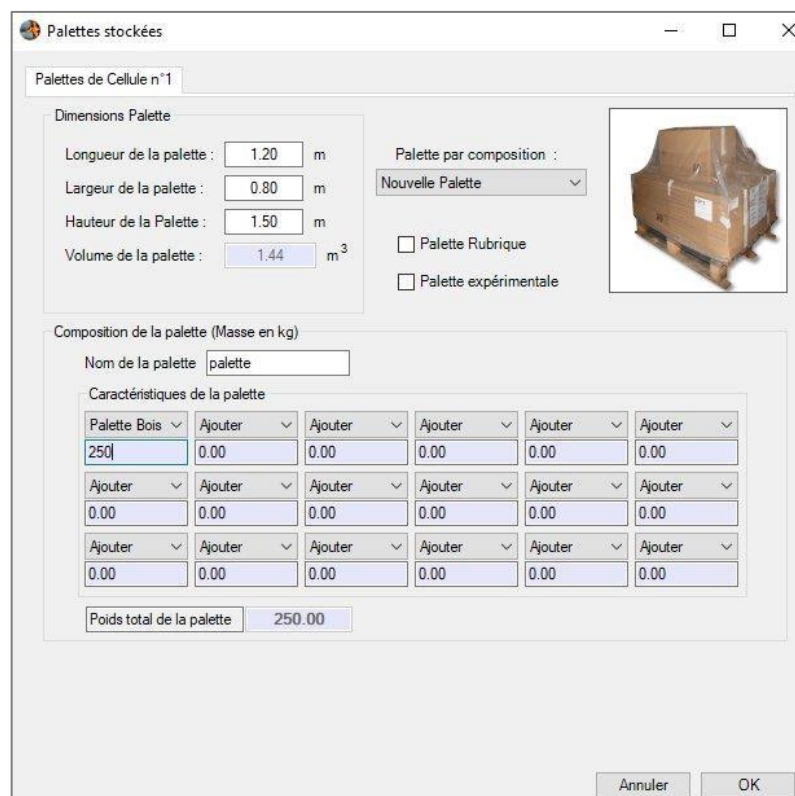 Palettes stockées
Palettes de Cellule n°1
Dimensions Palette
Longueur de la palette : 1.20 m
Largeur de la palette : 0.80 m
Hauteur de la Palette : 1.50 m
Volume de la palette : 1.44 m³
Palette par composition :
Nouvelle Palette
Palette Rubrique
Palette expérimentale
Composition de la palette (Masse en kg)
Nom de la palette palette
Caractéristiques de la palette
Palette Bois Ajouter Ajouter Ajouter Ajouter Ajouter
250 0.00 0.00 0.00 0.00 0.00
Ajouter Ajouter Ajouter Ajouter Ajouter Ajouter
0.00 0.00 0.00 0.00 0.00 0.00
Ajouter Ajouter Ajouter Ajouter Ajouter Ajouter
0.00 0.00 0.00 0.00 0.00 0.00
Poids total de la palette 250.00
Annuler OK